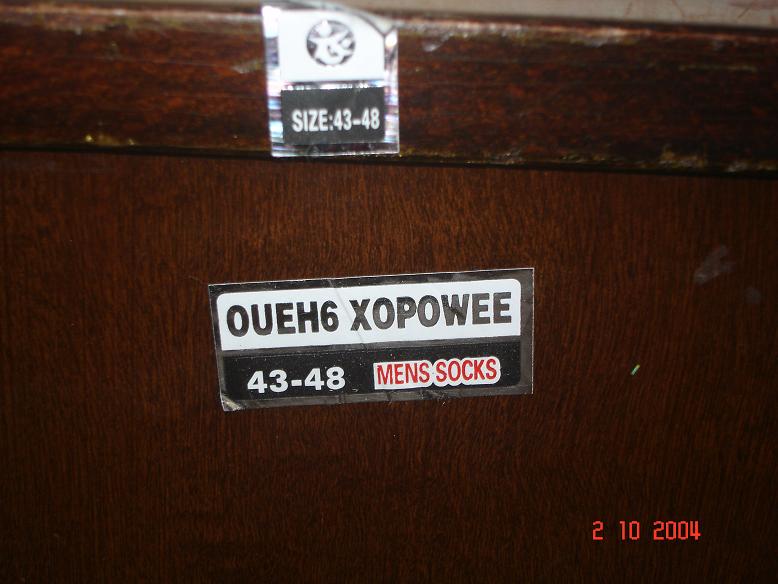 SIZE:43-48
OUEH6 XOPOWEE
43-48 MENS SOCKS
2 10 2004